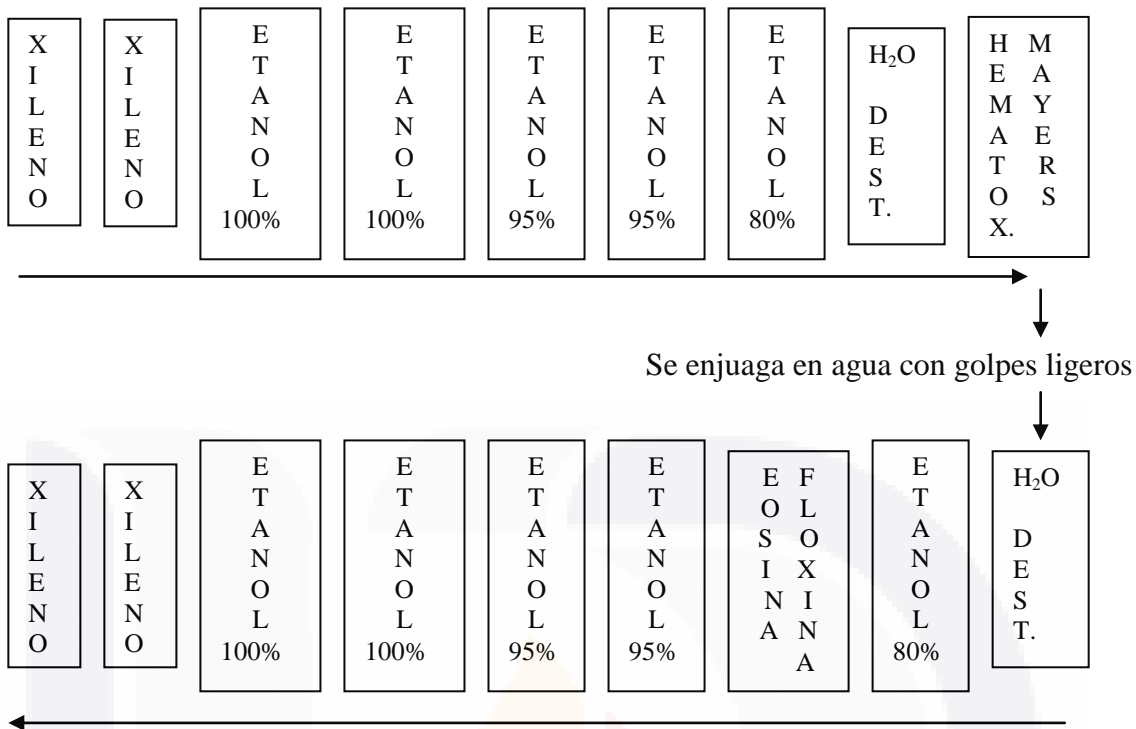 XILENO
XILENO
ETANOL
100%
ETANOL
100%
ETANOL
95%
ETANOL
95%
ETANOL
80%
H₂O
DEST.
HEMATOX.
MAYERS
Se enjuaga en agua con golpes ligeros
XILENO
XILENO
ETANOL
100%
ETANOL
100%
ETANOL
95%
ETANOL
95%
EOSINA
FLOXINA
ETANOL
80%
H₂O
DEST.